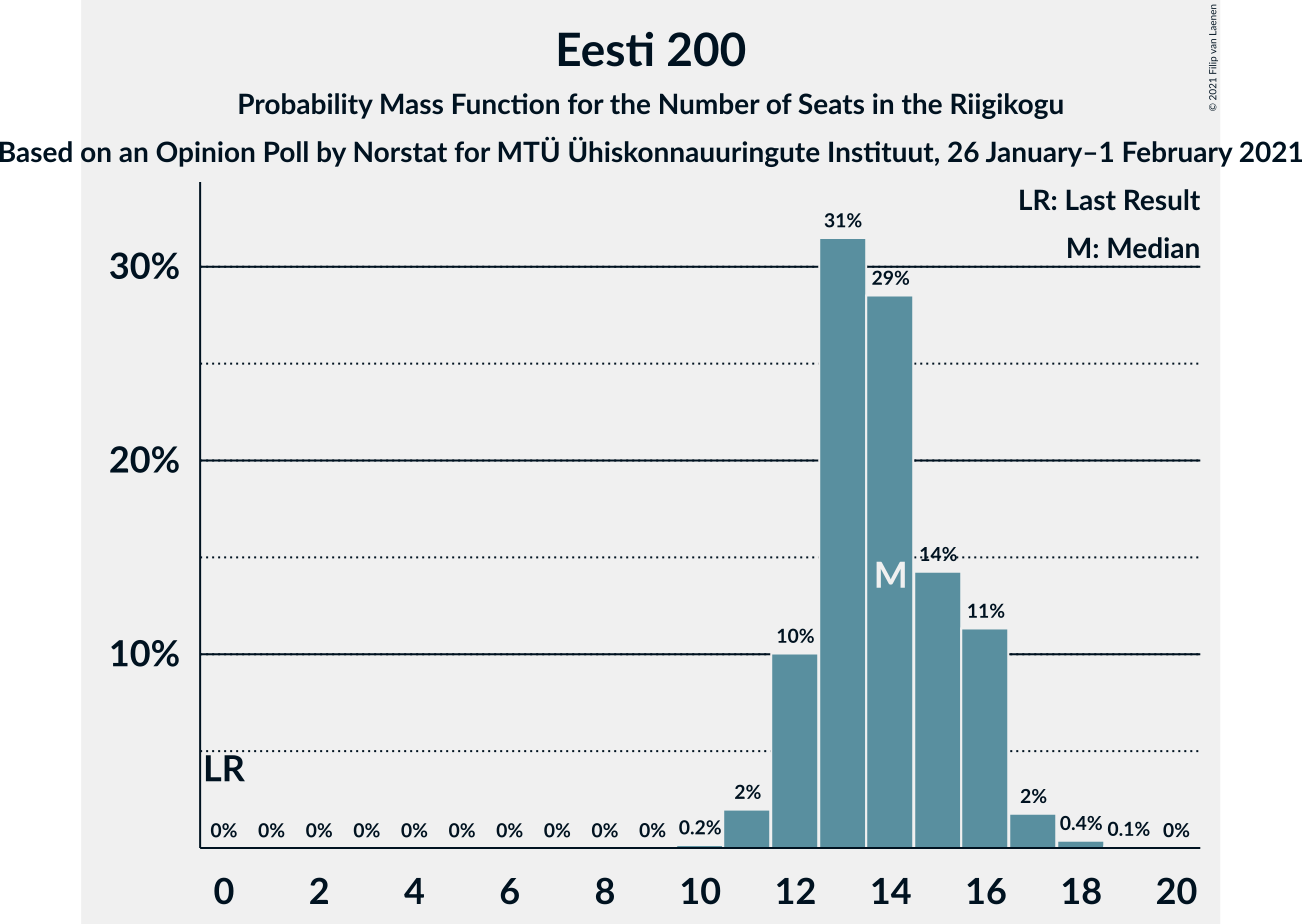 Eesti 200
Probability Mass Function for the Number of Seats in the Riigikogu
Based on an Opinion Poll by Norstat for MTÜ Ühiskonnauuringute Instituut, 26 January–1 February 2021
© 2021 Filip van Laenen
LR: Last Result
M: Median
30%
20%
10%
31%
29%
14%
11%
10%
M
LR
2%
2%
0% 0% 0% 0% 0% 0% 0% 0% 0% 0% 0.2% 0.4% 0.1% 0%
0 2 4 6 8 10 12 14 16 18 20